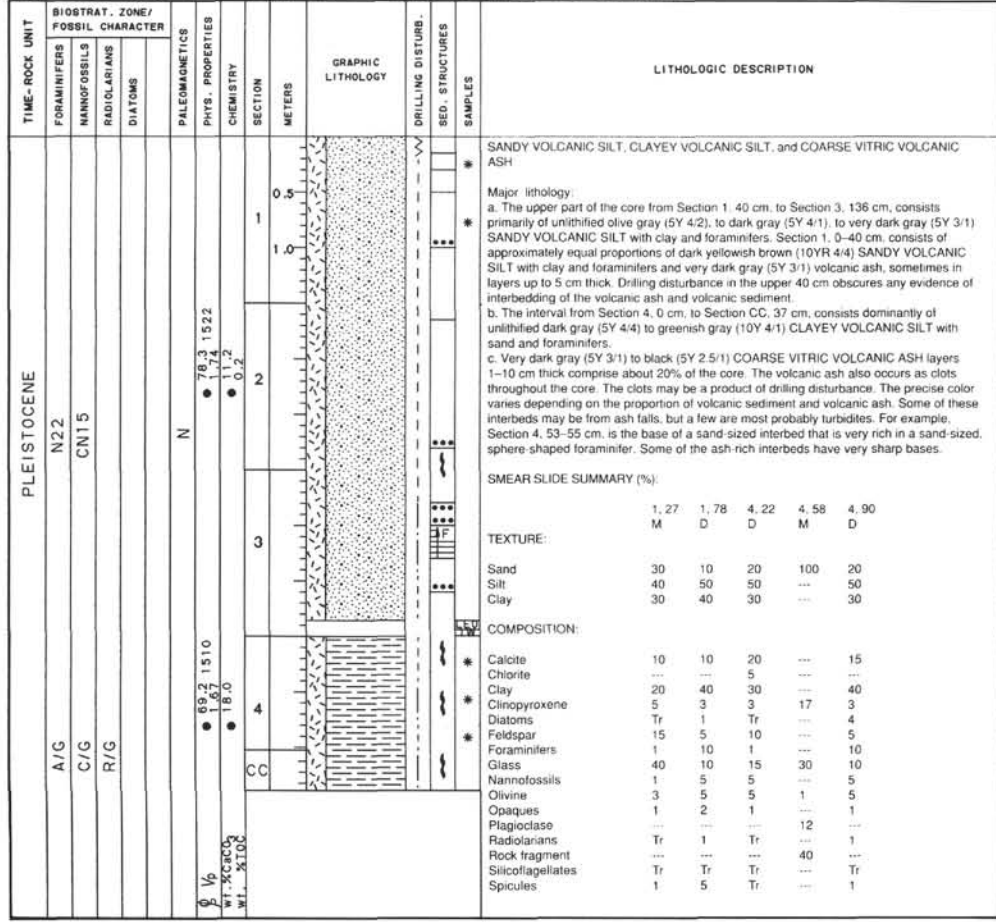 TIME-ROCK UNIT
BIOSTRAT. ZONE/
FOSSIL CHARACTER
FORAMINIFERS
NANNOFOSSILS
RADIOLARIANS
DIATOMS
PALEOMAGNETICS
PHYS. PROPERTIES
CHEMISTRY
SECTION
METERS
GRAPHIC
LITHOLOGY
DRILLING DISTURB.
SED. STRUCTURES
SAMPLES
LITHOLOGIC DESCRIPTION
PLEISTOCENE
A/G N22
C/G CN15
R/G
N
78.3 1522
1.74
11.2
0.2
69.2 1510
1.67
18.0
ϕ Vp
ρ
wt.%CaCO3
wt. %TOC
1
0.5
1.0
2
3
F
4
CC
SANDY VOLCANIC SILT, CLAYEY VOLCANIC SILT, and COARSE VITRIC VOLCANIC
ASH
Major lithology:
a. The upper part of the core from Section 1, 40 cm, to Section 3, 136 cm, consists
primarily of unlithified olive gray (5Y 4/2), to dark gray (5Y 4/1), to very dark gray (5Y 3/1)
SANDY VOLCANIC SILT with clay and foraminifers. Section 1, 0–40 cm, consists of
approximately equal proportions of dark yellowish brown (10YR 4/4) SANDY VOLCANIC
SILT with clay and foraminifers and very dark gray (5Y 3/1) volcanic ash, sometimes in
layers up to 5 cm thick. Drilling disturbance in the upper 40 cm obscures any evidence of
interbedding of the volcanic ash and volcanic sediment.
b. The interval from Section 4, 0 cm, to Section CC, 37 cm, consists dominantly of
unlithified dark gray (5Y 4/4) to greenish gray (10Y 4/1) CLAYEY VOLCANIC SILT with
sand and foraminifers.
c. Very dark gray (5Y 3/1) to black (5Y 2.5/1) COARSE VITRIC VOLCANIC ASH layers
1–10 cm thick comprise about 20% of the core. The volcanic ash also occurs as clots
throughout the core. The clots may be a product of drilling disturbance. The precise color
varies depending on the proportion of volcanic sediment and volcanic ash. Some of these
interbeds may be from ash falls, but a few are most probably turbidites. For example,
Section 4, 53–55 cm, is the base of a sand-sized interbed that is very rich in a sand-sized,
sphere-shaped foraminifer. Some of the ash-rich interbeds have very sharp bases.
SMEAR SLIDE SUMMARY (%):
1, 27 1, 78 4, 22 4, 58 4, 90
M D D M D
TEXTURE:
Sand 30 10 20 100 20
Silt 40 50 50 --- 50
Clay 30 40 30 --- 30
COMPOSITION:
Calcite 10 10 20 --- 15
Chlorite --- --- 5 --- ---
Clay 20 40 30 --- 40
Clinopyroxene 5 3 3 17 3
Diatoms Tr 1 Tr --- 4
Feldspar 15 5 10 --- 5
Foraminifers 1 10 1 --- 10
Glass 40 10 15 30 10
Nannofossils 1 5 5 --- 5
Olivine 3 5 5 1 5
Opaques 1 2 1 --- 1
Plagioclase --- --- --- 12 ---
Radiolarians Tr 1 Tr --- 1
Rock fragment --- --- --- 40 ---
Silicoflagellates Tr Tr Tr --- Tr
Spicules 1 5 Tr --- 1